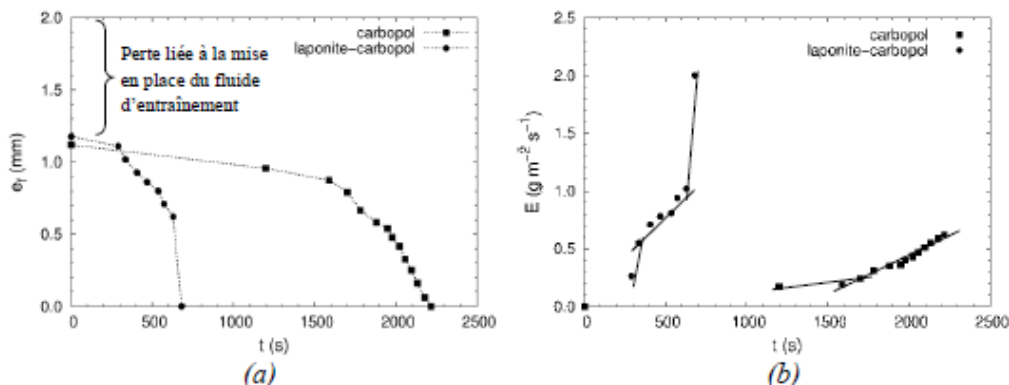 2.0
1.5
1.0
0.5
0.0
0
500
1000
1500
2000
2500
e_f (mm)
t (s)
carbopol
laponite-carbopol
Perte liée à la mise
en place du fluide
d'entraînement
(a)
2.5
2.0
1.5
1.0
0.5
0.0
0
500
1000
1500
2000
2500
E (g m⁻² s⁻¹)
t (s)
carbopol
laponite-carbopol
(b)